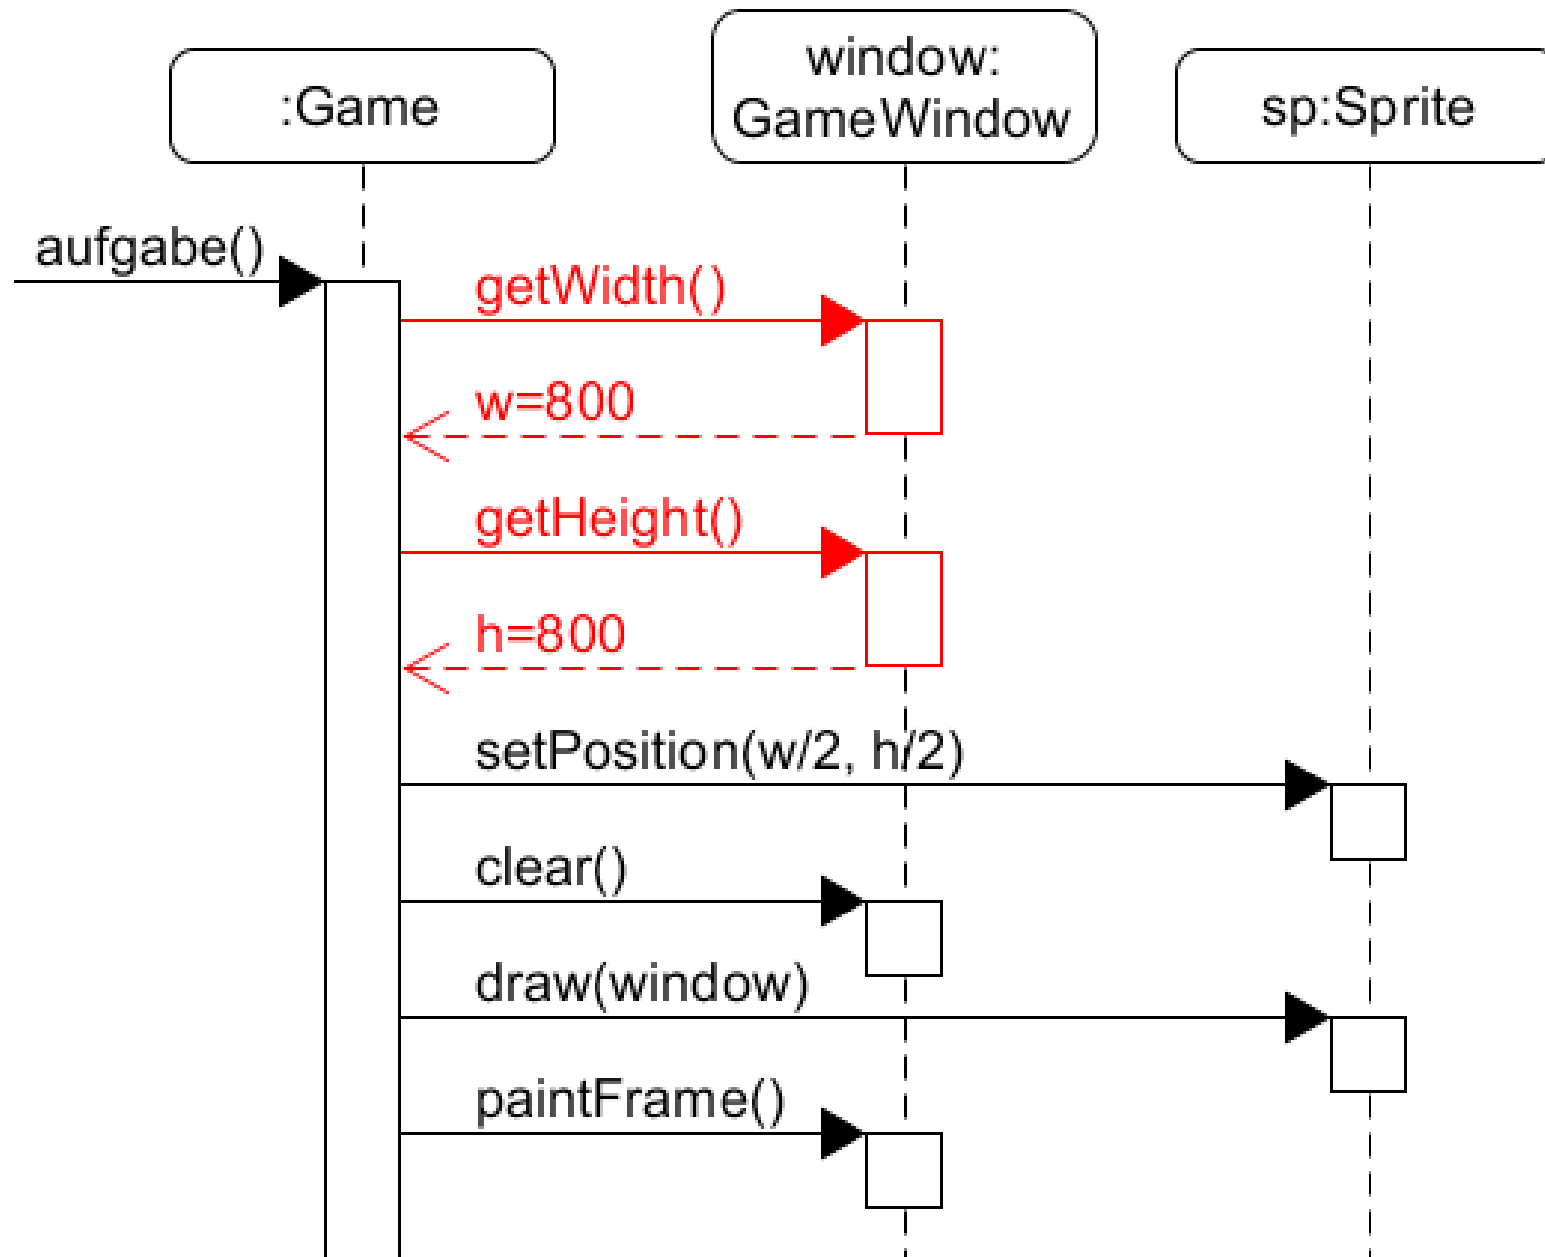 :Game
window:
GameWindow
sp:Sprite
aufgabe()
getWidth()
w=800
getHeight()
h=800
setPosition(w/2, h/2)
clear()
draw(window)
paintFrame()